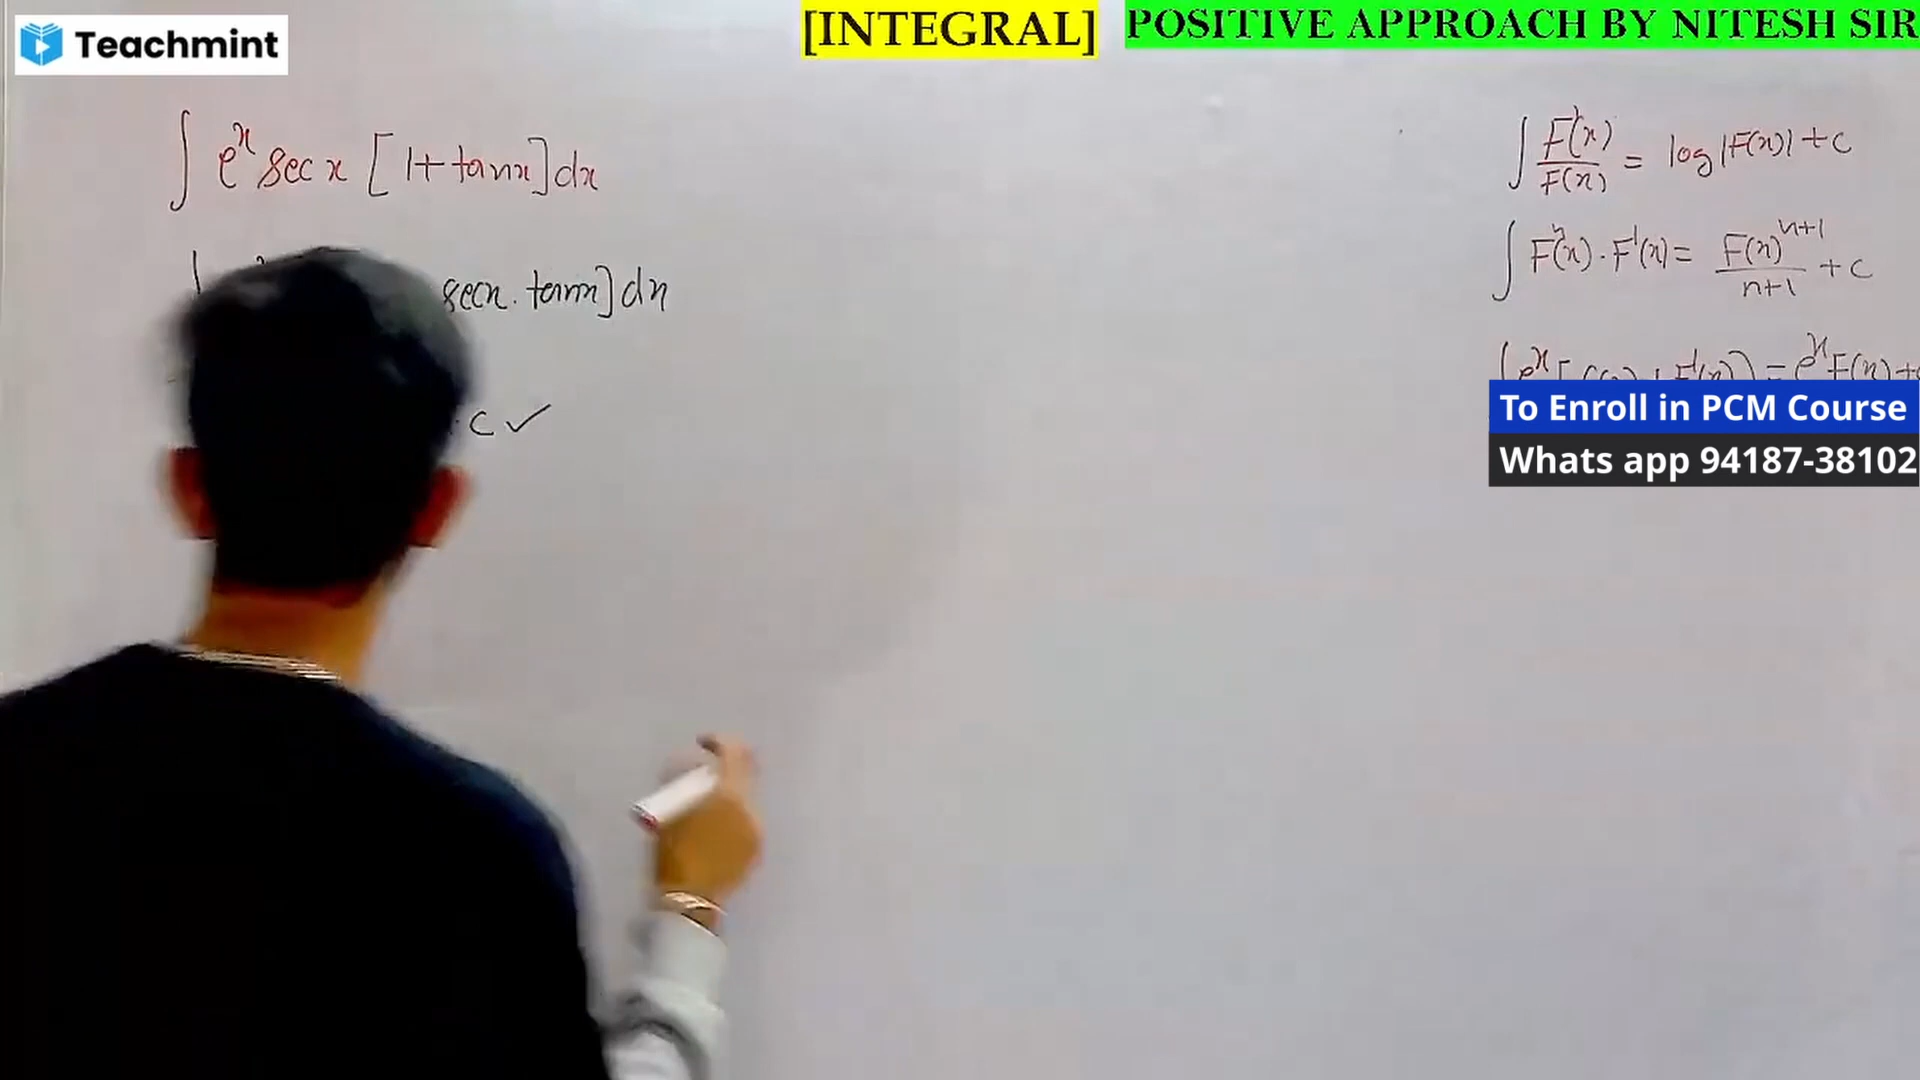 Teachmint
[INTEGRAL]
POSITIVE APPROACH BY NITESH SIR
∫ e^x sec x [1+tanx]dx
secx . tanx]dx
c ✓
∫ F'(x)/F(x) = log|F(x)|+c
∫ F^n(x) . F'(x) = F(x)^n+1/n+1 + c
e^x F'(x)) = e^x F(x)+
To Enroll in PCM Course
Whats app 94187-38102